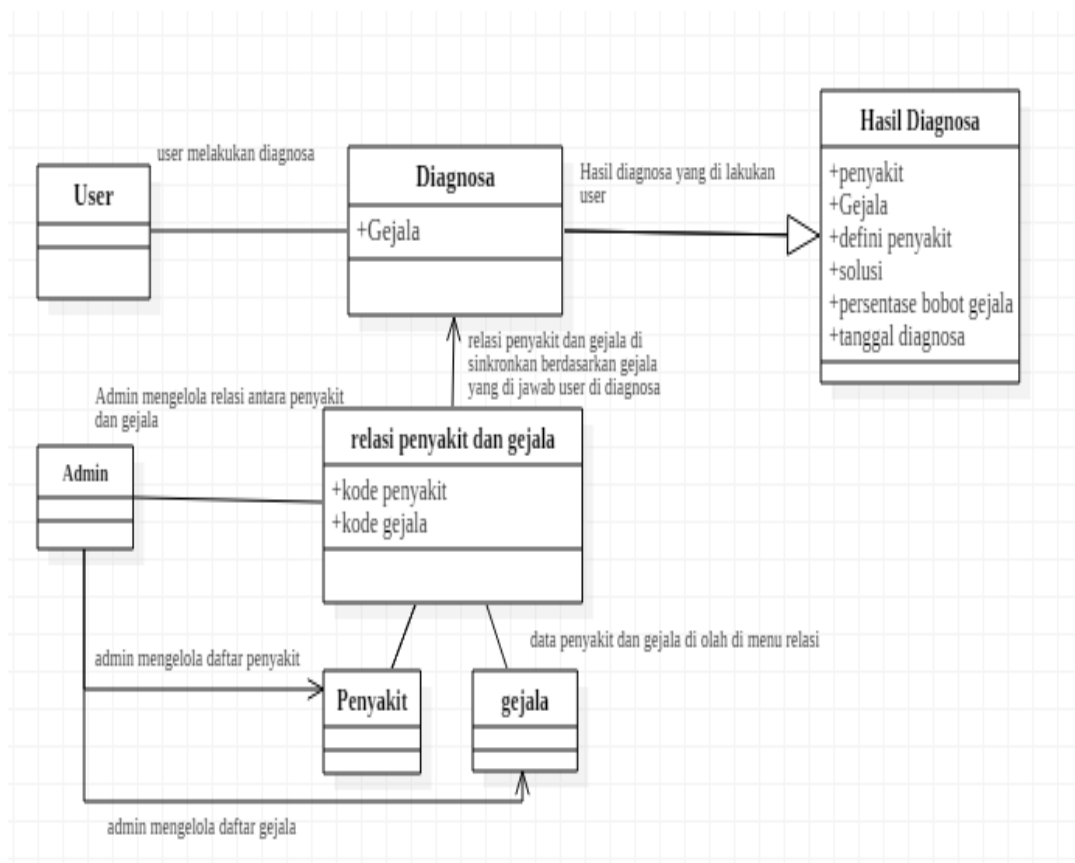 Hasil Diagnosa
+penyakit
+Gejala
+defini penyakit
+solusi
+persentase bobot gejala
+tanggal diagnosa
user melakukan diagnosa
User
Diagnosa
+Gejala
Hasil diagnosa yang di lakukan
user
relasi penyakit dan gejala di
sinkronkan berdasarkan gejala
yang di jawab user di diagnosa
Admin mengelola relasi antara penyakit
dan gejala
Admin
relasi penyakit dan gejala
+kode penyakit
+kode gejala
data penyakit dan gejala di olah di menu relasi
admin mengelola daftar penyakit
Penyakit
gejala
admin mengelola daftar gejala